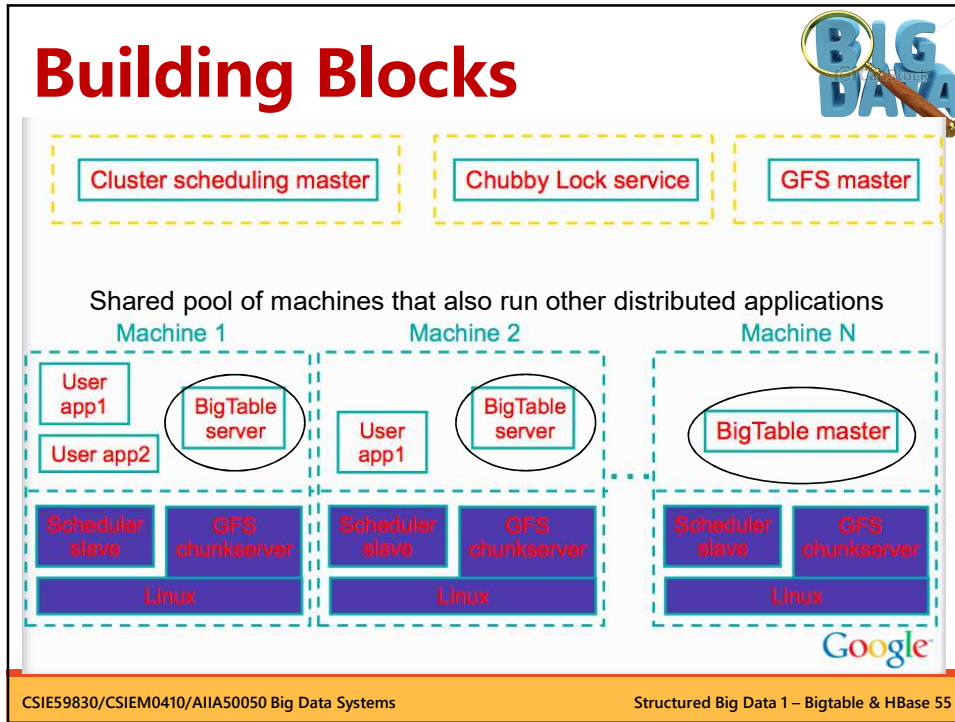 Building Blocks
BIG
DATA
Cluster scheduling master
Chubby Lock service
GFS master
Shared pool of machines that also run other distributed applications
Machine 1
Machine 2
Machine N
User
app1
BigTable
server
User app2
User
app1
BigTable
server
BigTable master
...
Scheduler
slave
GFS
chunkserver
Linux
Scheduler
slave
GFS
chunkserver
Linux
Scheduler
slave
GFS
chunkserver
Linux
Google
CSIE59830/CSIEM0410/AIIA50050 Big Data Systems
Structured Big Data 1 – Bigtable & HBase 55